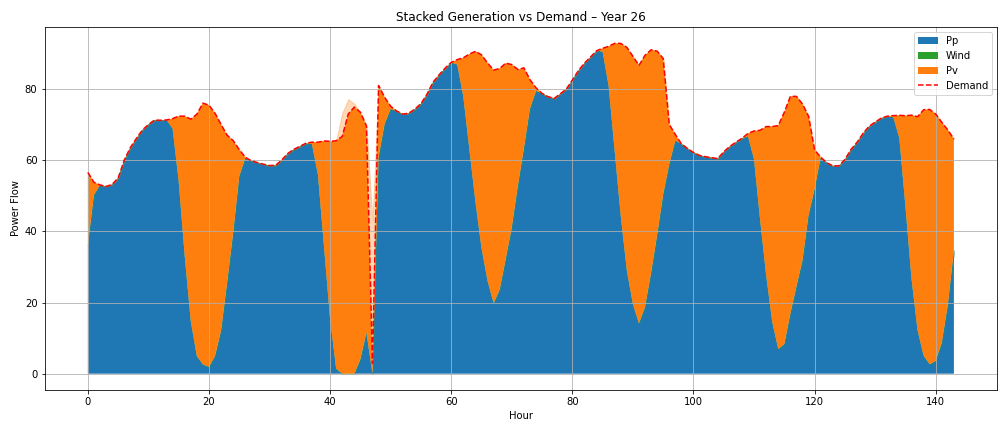 Stacked Generation vs Demand – Year 26
Pp
Wind
Pv
Demand
80
60
40
20
0
Power Flow
0 20 40 60 80 100 120 140
Hour